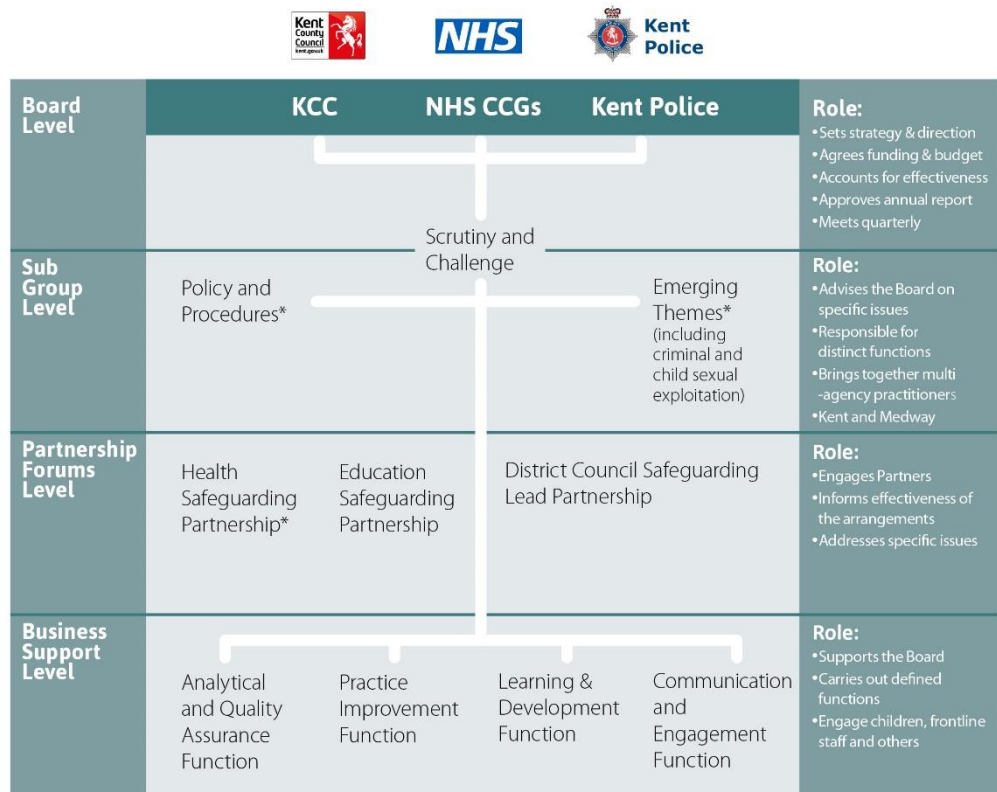 Kent
County
Council
kent.gov.uk
NHS
Kent
Police
Board
Level
KCC
NHS CCGs
Kent Police
Role:
•Sets strategy & direction
•Agrees funding & budget
•Accounts for effectiveness
•Approves annual report
•Meets quarterly
Scrutiny and
Challenge
Sub
Group
Level
Policy and
Procedures*
Emerging
Themes*
(including
criminal and
child sexual
exploitation)
Role:
•Advises the Board on
specific issues
•Responsible for
distinct functions
•Brings together multi
-agency practitioners
•Kent and Medway
Partnership
Forums
Level
Health
Safeguarding
Partnership*
Education
Safeguarding
Partnership
District Council Safeguarding
Lead Partnership
Role:
•Engages Partners
•Informs effectiveness of
the arrangements
•Addresses specific issues
Business
Support
Level
Analytical
and Quality
Assurance
Function
Practice
Improvement
Function
Learning &
Development
Function
Communication
and
Engagement
Function
Role:
•Supports the Board
•Carries out defined
functions
•Engage children, frontline
staff and others